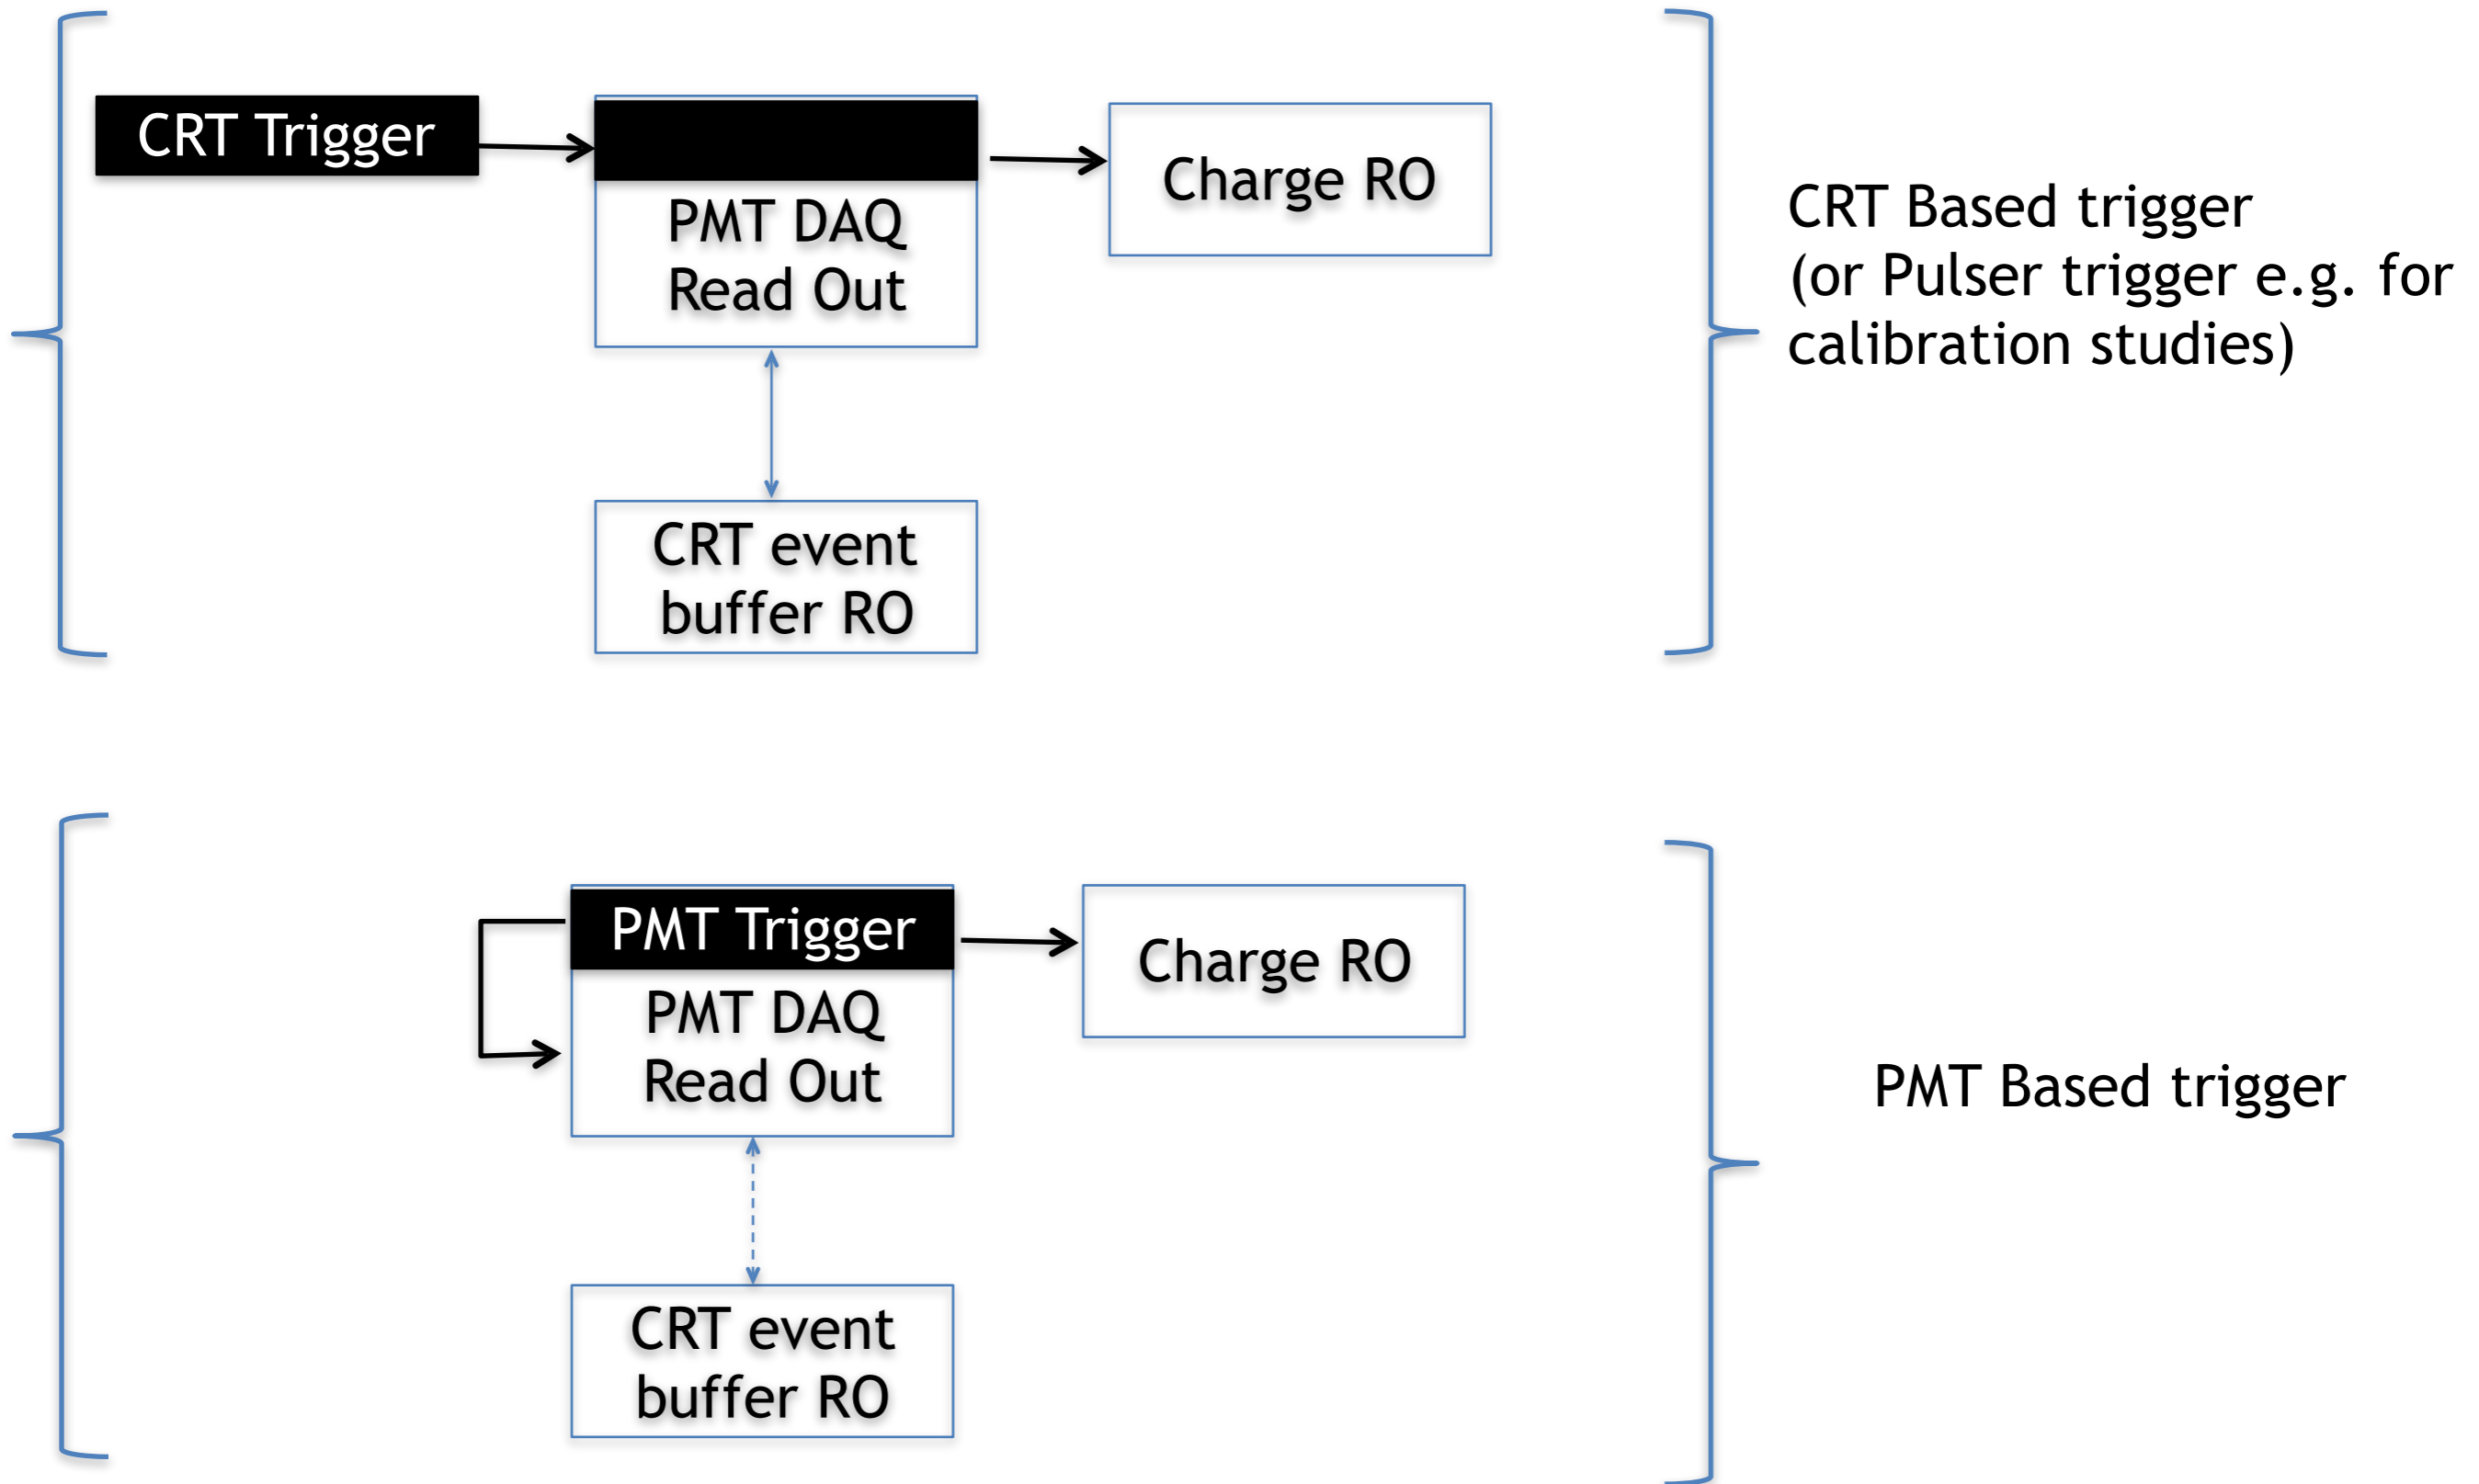 CRT Trigger
PMT DAQ
Read Out
Charge RO
CRT event
buffer RO
CRT Based trigger
(or Pulser trigger e.g. for
calibration studies)
PMT Trigger
PMT DAQ
Read Out
Charge RO
CRT event
buffer RO
PMT Based trigger